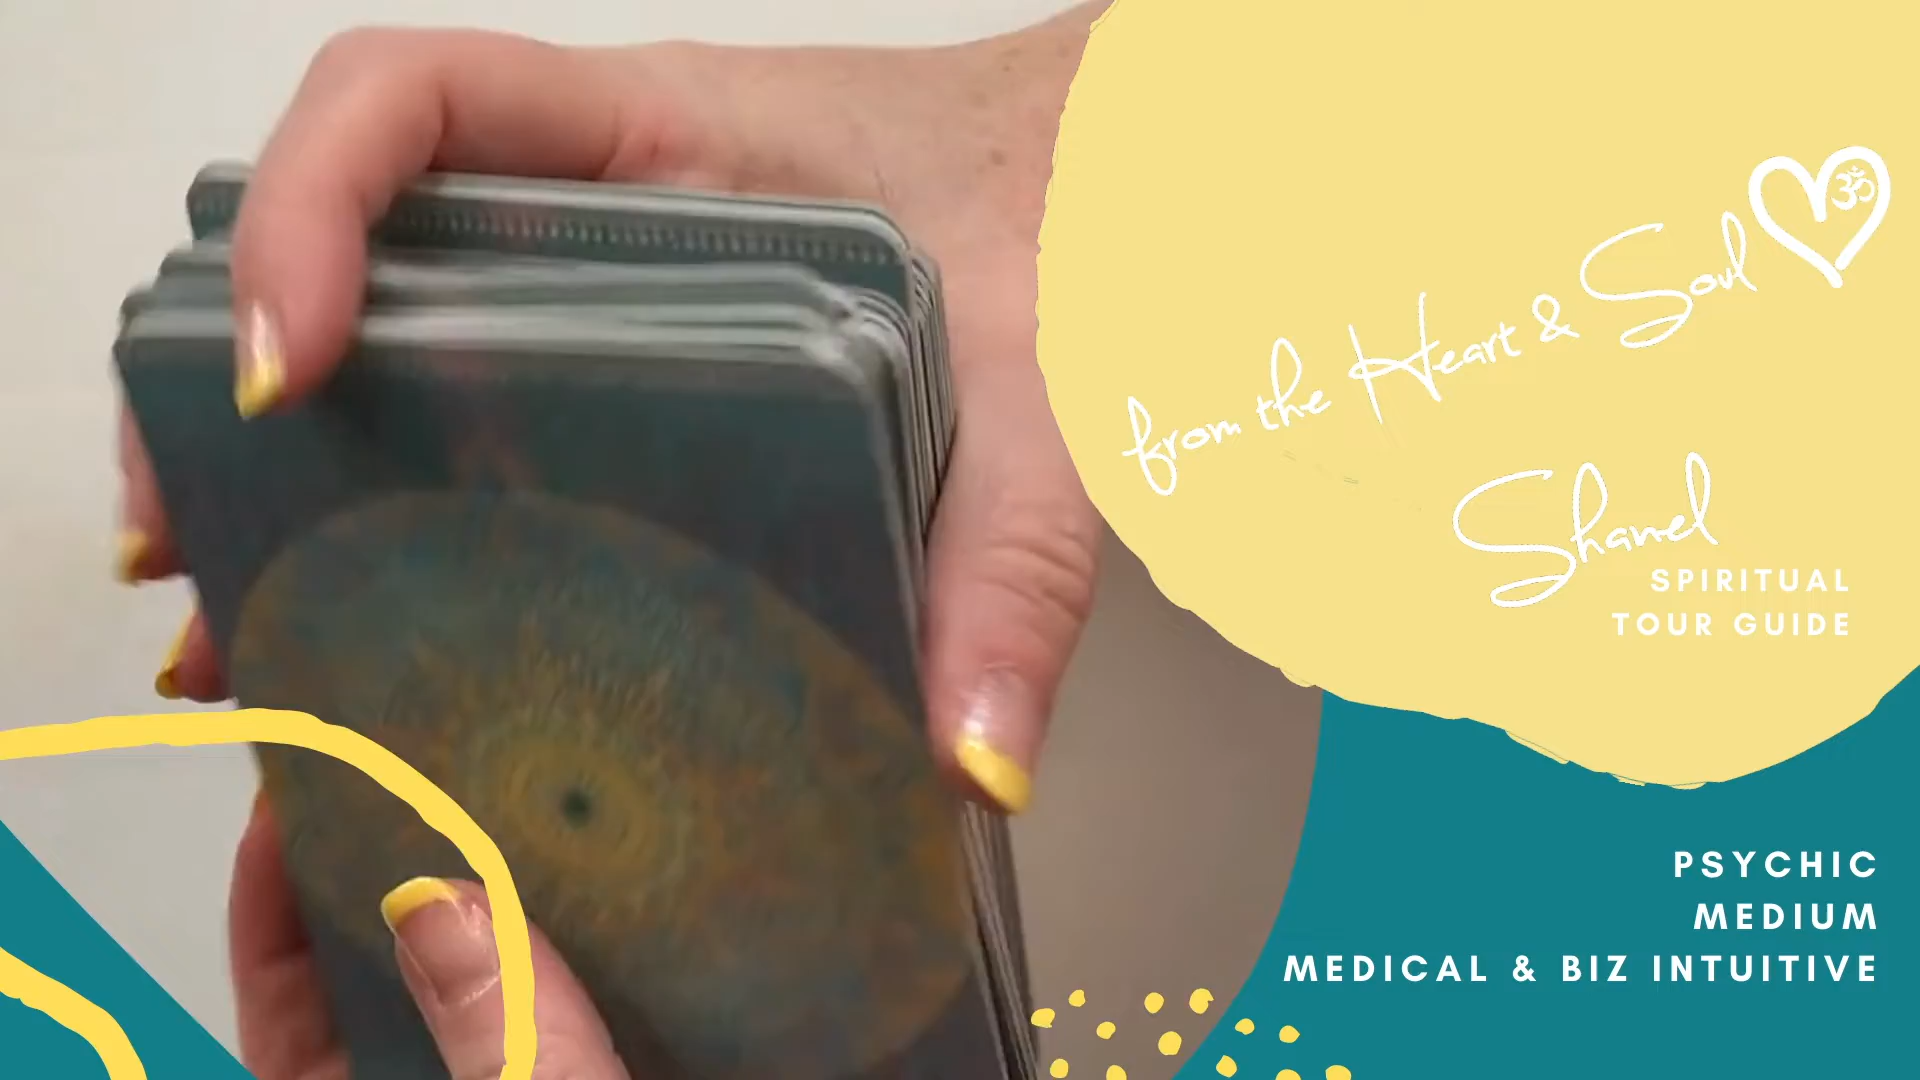 from the Heart & Soul ॐ
Shanel
SPIRITUAL
TOUR GUIDE
PSYCHIC
MEDIUM
MEDICAL & BIZ INTUITIVE